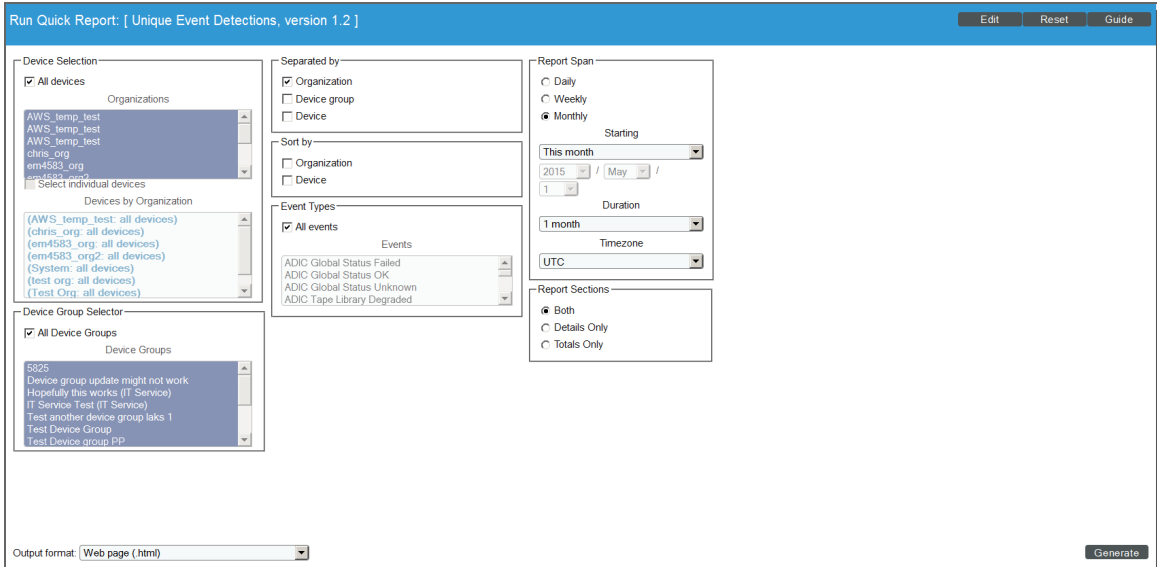 Run Quick Report: [ Unique Event Detections, version 1.2 ]
Edit
Reset
Guide
Device Selection
All devices
Organizations
AWS_temp_test
AWS_temp_test
AWS_temp_test
chris_org
em4583_org
em4583_org2
Select individual devices
Devices by Organization
(AWS_temp_test: all devices)
(chris_org: all devices)
(em4583_org: all devices)
(em4583_org2: all devices)
(System: all devices)
(test org: all devices)
(Test Org: all devices)
Device Group Selector
All Device Groups
Device Groups
5825
Device group update might not work
Hopefully this works (IT Service)
IT Service Test (IT Service)
Test another device group laks 1
Test Device Group
Test Device group PP
Separated by
Organization
Device group
Device
Sort by
Organization
Device
Event Types
All events
Events
ADIC Global Status Failed
ADIC Global Status OK
ADIC Global Status Unknown
ADIC Tape Library Degraded
Report Span
Daily
Weekly
Monthly
Starting
This month
2015 / May /
1
Duration
1 month
Timezone
UTC
Report Sections
Both
Details Only
Totals Only
Output format: Web page (.html)
Generate